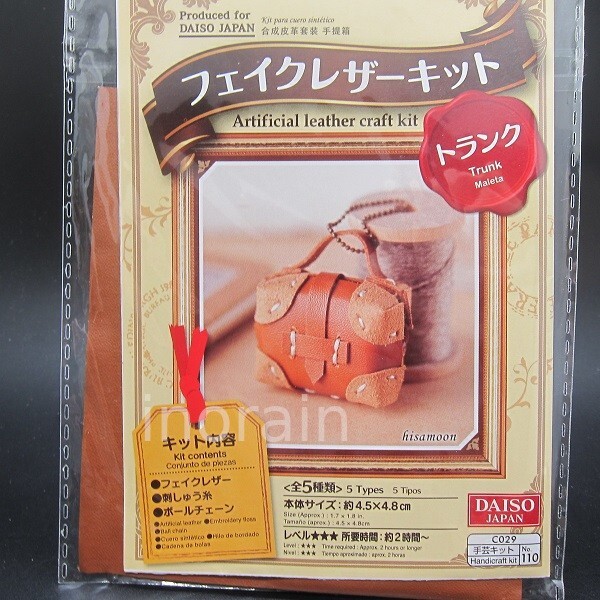 Produced for
DAISO JAPAN
Kit para cuero sintético
合成皮革套装 手提箱
フェイクレザーキット
Artificial leather craft kit
トランク
Trunk
Maleta
inorain
hisamoon
キット内容
Kit contents
Conjunto de piezas
●フェイクレザー
●刺しゅう糸
●ボールチェーン
●Artificial leather ●Embroidery floss
●Ball chain
●Cuero sintético ●Hilo de bordado
●Cadena de bolas
<全5種類> 5 Types 5 Tipos
本体サイズ:約4.5×4.8㎝
Size (Approx.) : 1.7 x 1.8 in.
Tamaño (aprox.) : 4.5 x 4.8cm
レベル★★★ 所要時間:約2時間~
Level : ★★★ Time required : Approx. 2 hours or longer
Nivel : ★★★ Tiempo aproximado : aprox. 2 horas
DAISO
JAPAN
C029
手芸キット
Handicraft kit
No.
110